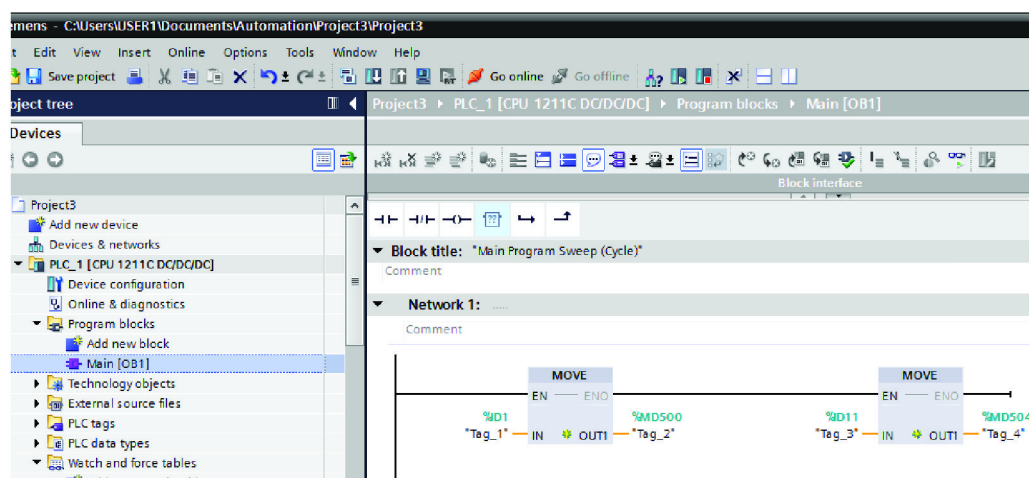 emens - C:\Users\USER1\Documents\Automation\Project3\Project3
t Edit View Insert Online Options Tools Window Help
Save project Go online Go offline
oject tree
Project3 PLC_1 [CPU 1211C DC/DC/DC] Program blocks Main [OB1]
Devices
Block interface
Project3
Add new device
Devices & networks
PLC_1 [CPU 1211C DC/DC/DC]
Device configuration
Online & diagnostics
Program blocks
Add new block
Main [OB1]
Technology objects
External source files
PLC tags
PLC data types
Watch and force tables
??
Block title: "Main Program Sweep (Cycle)"
Comment
Network 1: .....
Comment
MOVE MOVE
EN ENO EN ENO
%ID1 %MD500 %ID11 %MD504
"Tag_1" IN OUT1 "Tag_2" "Tag_3" IN OUT1 "Tag_4"